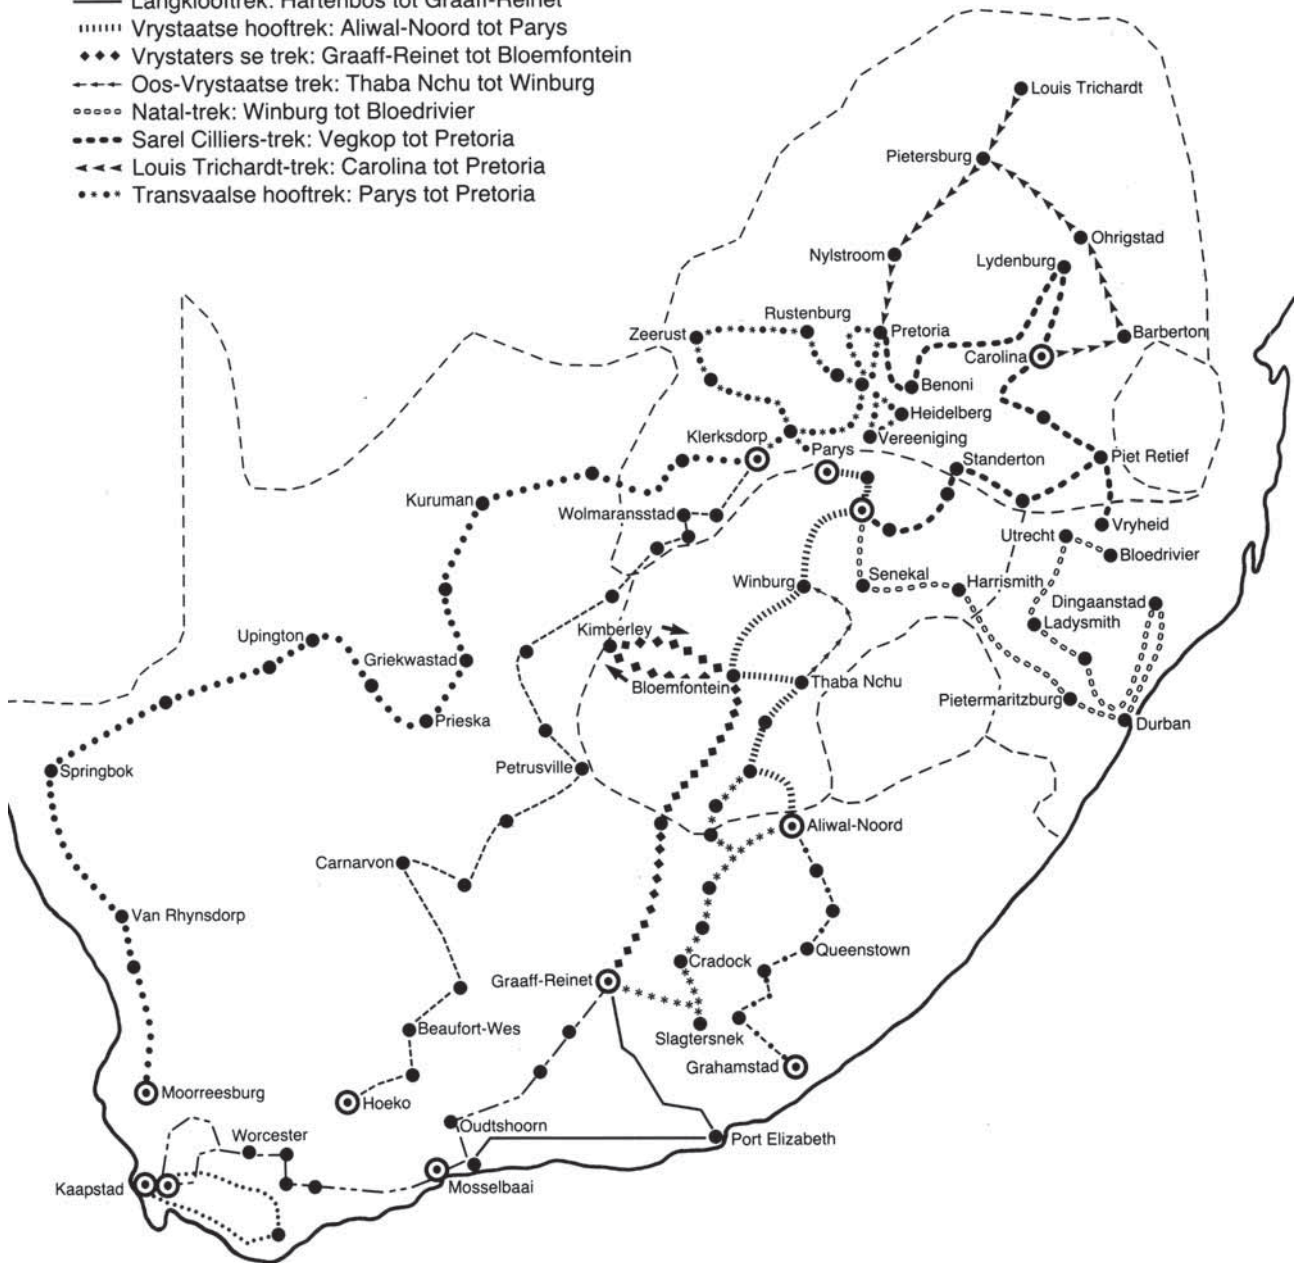 Langklooftrek: Hartenbos tot Graaff-Reinet
Vrystaatse hooftrek: Aliwal-Noord tot Parys
Vrystaters se trek: Graaff-Reinet tot Bloemfontein
Oos-Vrystaatse trek: Thaba Nchu tot Winburg
Natal-trek: Winburg tot Bloedrivier
Sarel Cilliers-trek: Vegkop tot Pretoria
Louis Trichardt-trek: Carolina tot Pretoria
Transvaalse hooftrek: Parys tot Pretoria
Louis Trichardt
Pietersburg
Ohrigstad
Nylstroom
Lydenburg
Rustenburg
Zeerust
Pretoria
Barberton
Carolina
Benoni
Heidelberg
Klerksdorp
Vereeniging
Parys
Standerton
Piet Retief
Kuruman
Wolmaransstad
Vryheid
Utrecht
Bloedrivier
Winburg
Senekal
Harrismith
Dingaanstad
Ladysmith
Kimberley
Upington
Griekwastad
Bloemfontein
Thaba Nchu
Pietermaritzburg
Durban
Prieska
Petrusville
Springbok
Aliwal-Noord
Carnarvon
Van Rhynsdorp
Queenstown
Cradock
Graaff-Reinet
Beaufort-Wes
Slagtersnek
Grahamstad
Moorreesburg
Hoeko
Oudtshoorn
Worcester
Port Elizabeth
Kaapstad
Mosselbaai